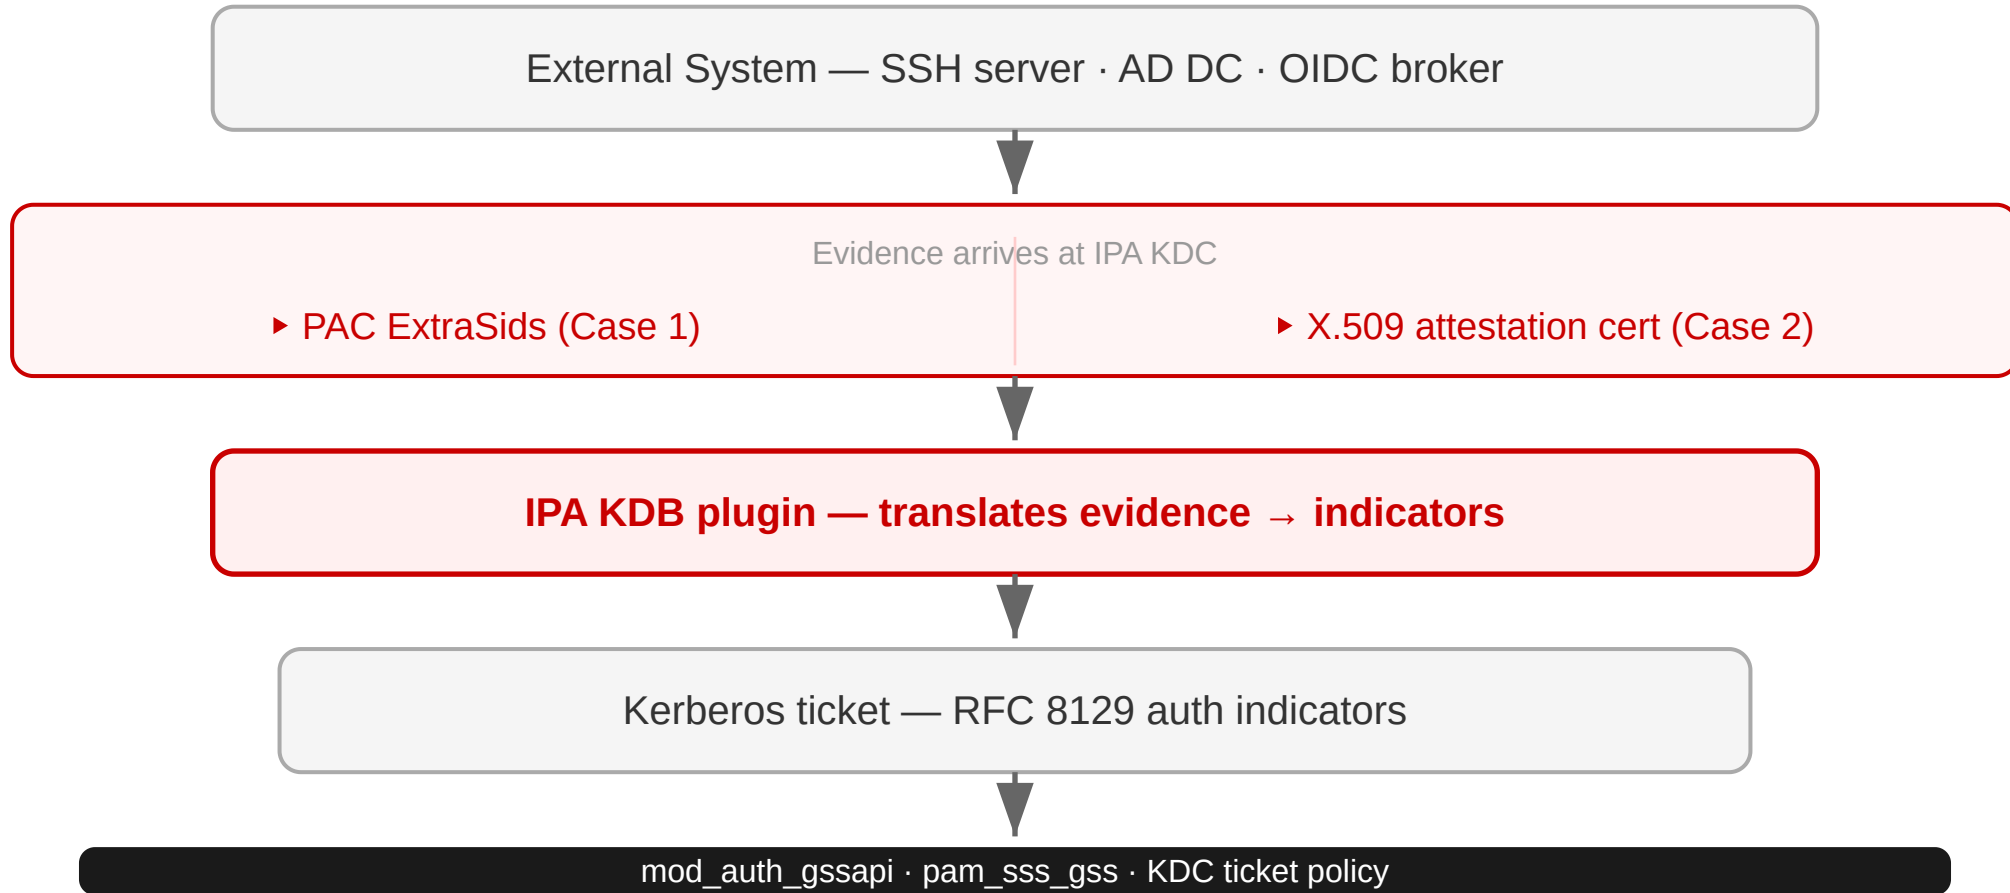 External System — SSH server · AD DC · OIDC broker
Evidence arrives at IPA KDC
▸ PAC ExtraSids (Case 1)
▸ X.509 attestation cert (Case 2)
IPA KDB plugin — translates evidence → indicators
Kerberos ticket — RFC 8129 auth indicators
mod_auth_gssapi · pam_sss_gss · KDC ticket policy